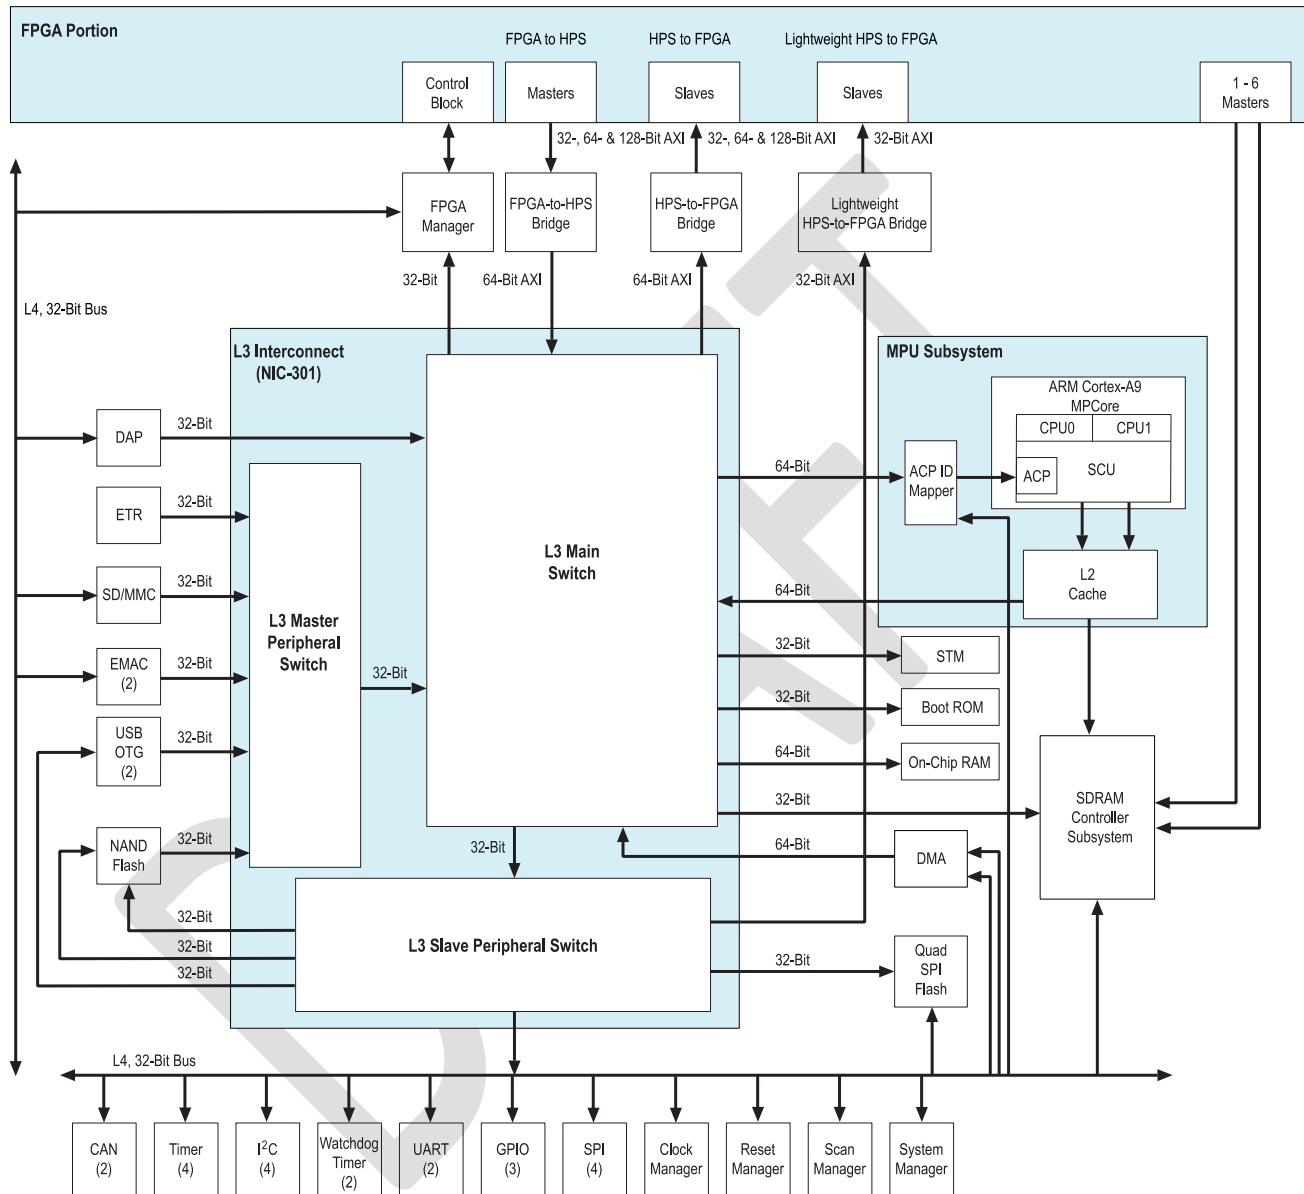 FPGA Portion
FPGA to HPS
HPS to FPGA
Lightweight HPS to FPGA
Control
Block
Masters
Slaves
Slaves
1 - 6
Masters
32-, 64- & 128-Bit AXI
32-, 64- & 128-Bit AXI
32-Bit AXI
FPGA
Manager
FPGA-to-HPS
Bridge
HPS-to-FPGA
Bridge
Lightweight
HPS-to-FPGA Bridge
32-Bit
64-Bit AXI
64-Bit AXI
32-Bit AXI
L4, 32-Bit Bus
L3 Interconnect
(NIC-301)
MPU Subsystem
ARM Cortex-A9
MPCore
CPU0
CPU1
SCU
ACP
ACP ID
Mapper
64-Bit
DAP
32-Bit
ETR
32-Bit
L3 Main
Switch
L2
Cache
64-Bit
SD/MMC
32-Bit
L3 Master
Peripheral
Switch
32-Bit
EMAC
(2)
32-Bit
32-Bit
STM
32-Bit
Boot ROM
USB
OTG
(2)
32-Bit
64-Bit
On-Chip RAM
32-Bit
SDRAM
Controller
Subsystem
NAND
Flash
32-Bit
32-Bit
64-Bit
DMA
32-Bit
32-Bit
32-Bit
L3 Slave Peripheral Switch
32-Bit
Quad
SPI
Flash
L4, 32-Bit Bus
CAN
(2)
Timer
(4)
I²C
(4)
Watchdog
Timer
(2)
UART
(2)
GPIO
(3)
SPI
(4)
Clock
Manager
Reset
Manager
Scan
Manager
System
Manager
DRAFT